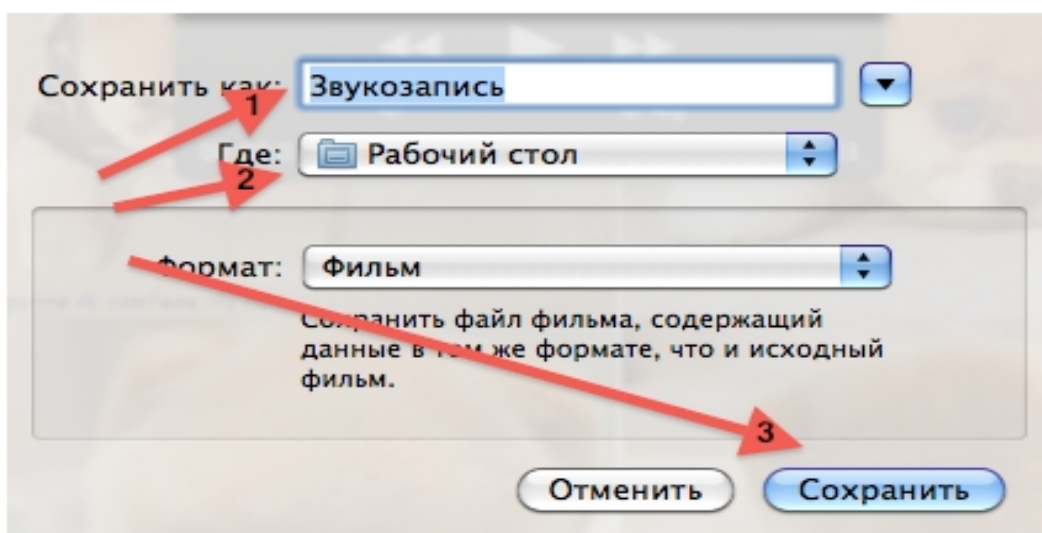 Сохранить как: Звукозапись
1
Где: Рабочий стол
2
Формат: Фильм
Сохранить файл фильма, содержащий
данные в том же формате, что и исходный
фильм.
3
Отменить Сохранить